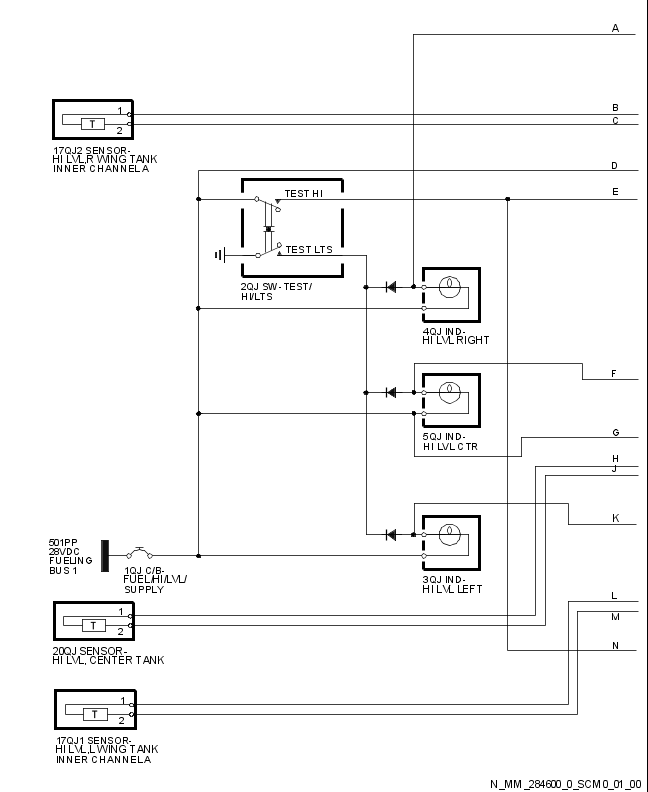 A
B
C
1
T
2
17QJ2 SENSOR-
HI LVL,R WING TANK
INNER CHANNEL A
D
E
TEST HI
TEST LTS
2QJ SW-TEST/
HI/LTS
4QJ IND-
HI LVL RIGHT
F
G
5QJ IND-
HI LVL CTR
H
J
K
501PP
28VDC
FUELING
BUS 1
1QJ C/B-
FUEL/HI/LVL/
SUPPLY
3QJ IND-
HI LVL LEFT
L
M
1
T
2
20QJ SENSOR-
HI LVL, CENTER TANK
N
1
T
2
17QJ1 SENSOR-
HI LVL,L WING TANK
INNER CHANNEL A
N_MM_284600_0_SCM0_01_00